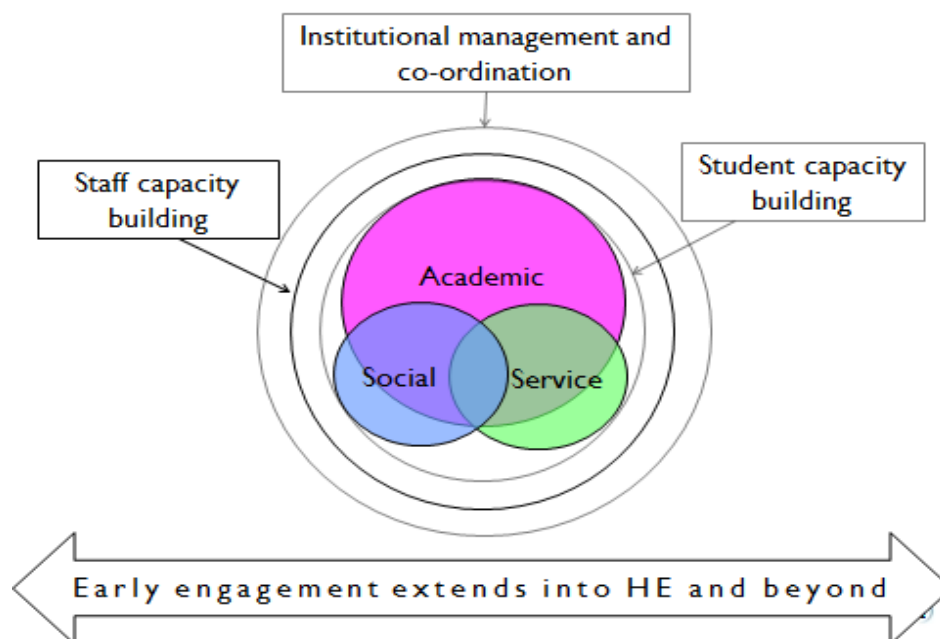 Institutional management and
co-ordination
Staff capacity
building
Student capacity
building
Academic
Social
Service
Early engagement extends into HE and beyond